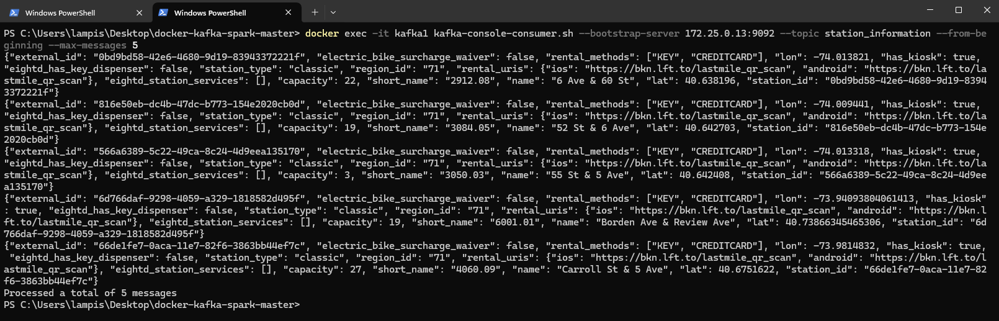 Windows PowerShell
Windows PowerShell
PS C:\Users\lampis\Desktop\docker-kafka-spark-master> docker exec -it kafka1 kafka-console-consumer.sh --bootstrap-server 172.25.0.13:9092 --topic station_information --from-be
ginning --max-messages 5
{"external_id": "0bd9bd58-42e6-4680-9d19-83943372221f", "electric_bike_surcharge_waiver": false, "rental_methods": ["KEY", "CREDITCARD"], "lon": -74.013821, "has_kiosk": true,
"eightd_has_key_dispenser": false, "station_type": "classic", "region_id": "71", "rental_uris": {"ios": "https://bkn.lft.to/lastmile_qr_scan", "android": "https://bkn.lft.to/la
stmile_qr_scan"}, "eightd_station_services": [], "capacity": 22, "short_name": "2912.08", "name": "6 Ave & 60 St", "lat": 40.638196, "station_id": "0bd9bd58-42e6-4680-9d19-8394
3372221f"}
{"external_id": "816e50eb-dc4b-47dc-b773-154e2020cb0d", "electric_bike_surcharge_waiver": false, "rental_methods": ["KEY", "CREDITCARD"], "lon": -74.009441, "has_kiosk": true,
"eightd_has_key_dispenser": false, "station_type": "classic", "region_id": "71", "rental_uris": {"ios": "https://bkn.lft.to/lastmile_qr_scan", "android": "https://bkn.lft.to/la
stmile_qr_scan"}, "eightd_station_services": [], "capacity": 19, "short_name": "3084.05", "name": "52 St & 6 Ave", "lat": 40.642703, "station_id": "816e50eb-dc4b-47dc-b773-154e
2020cb0d"}
{"external_id": "566a6389-5c22-49ca-8c24-4d9eea135170", "electric_bike_surcharge_waiver": false, "rental_methods": ["KEY", "CREDITCARD"], "lon": -74.013318, "has_kiosk": true,
"eightd_has_key_dispenser": false, "station_type": "classic", "region_id": "71", "rental_uris": {"ios": "https://bkn.lft.to/lastmile_qr_scan", "android": "https://bkn.lft.to/la
stmile_qr_scan"}, "eightd_station_services": [], "capacity": 3, "short_name": "3050.03", "name": "55 St & 5 Ave", "lat": 40.642408, "station_id": "566a6389-5c22-49ca-8c24-4d9ee
a135170"}
{"external_id": "6d766daf-9298-4059-a329-1818582d495f", "electric_bike_surcharge_waiver": false, "rental_methods": ["KEY", "CREDITCARD"], "lon": -73.94093804061413, "has_kiosk"
: true, "eightd_has_key_dispenser": false, "station_type": "classic", "region_id": "71", "rental_uris": {"ios": "https://bkn.lft.to/lastmile_qr_scan", "android": "https://bkn.l
ft.to/lastmile_qr_scan"}, "eightd_station_services": [], "capacity": 19, "short_name": "6001.01", "name": "Borden Ave & Review Ave", "lat": 40.73866345465306, "station_id": "6d
766daf-9298-4059-a329-1818582d495f"}
{"external_id": "66de1fe7-0aca-11e7-82f6-3863bb44ef7c", "electric_bike_surcharge_waiver": false, "rental_methods": ["KEY", "CREDITCARD"], "lon": -73.9814832, "has_kiosk": true,
"eightd_has_key_dispenser": false, "station_type": "classic", "region_id": "71", "rental_uris": {"ios": "https://bkn.lft.to/lastmile_qr_scan", "android": "https://bkn.lft.to/l
astmile_qr_scan"}, "eightd_station_services": [], "capacity": 27, "short_name": "4060.09", "name": "Carroll St & 5 Ave", "lat": 40.6751622, "station_id": "66de1fe7-0aca-11e7-82
f6-3863bb44ef7c"}
Processed a total of 5 messages
PS C:\Users\lampis\Desktop\docker-kafka-spark-master>